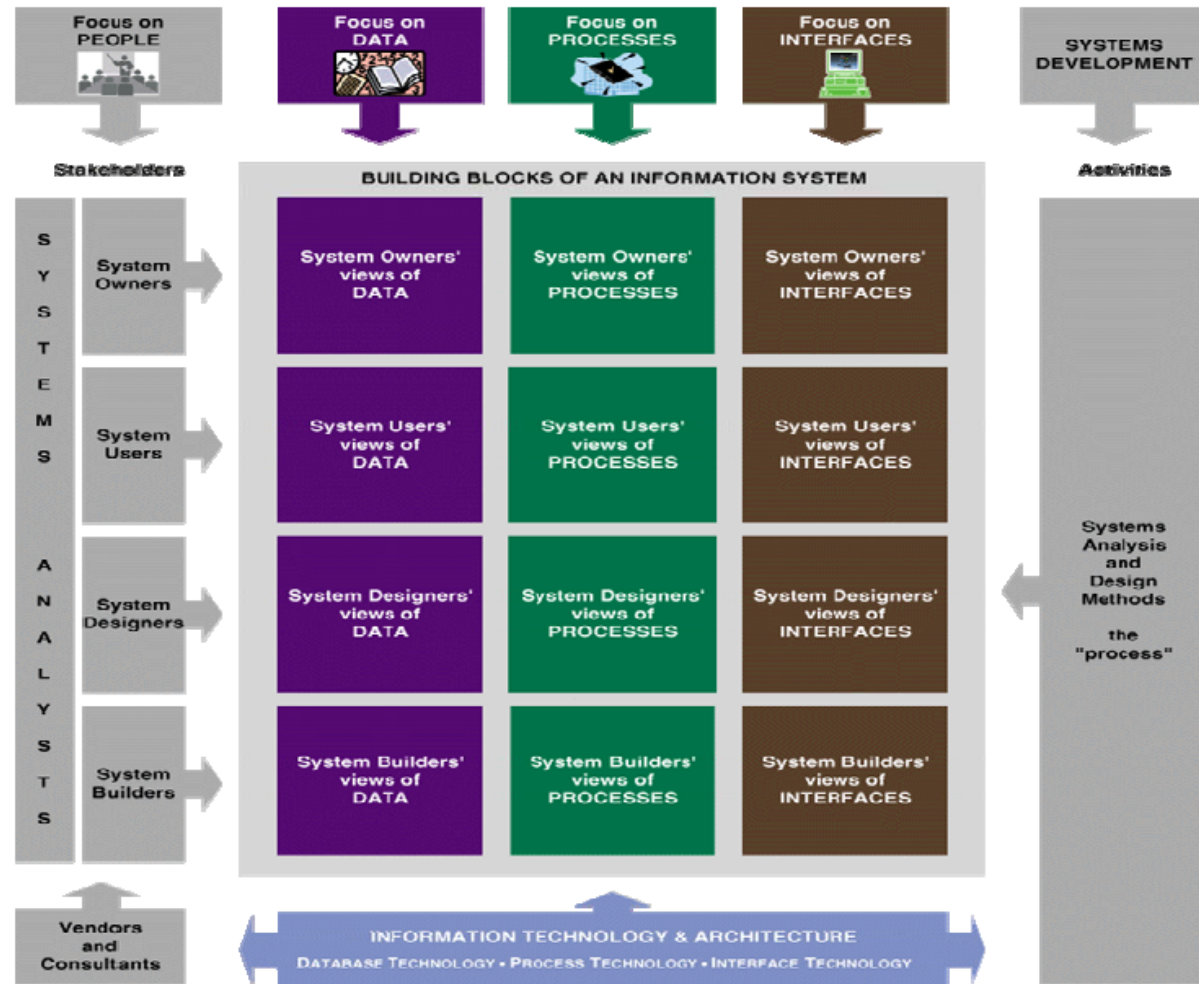 Focus on
PEOPLE
Focus on
DATA
Focus on
PROCESSES
Focus on
INTERFACES
SYSTEMS
DEVELOPMENT
Stakeholders
BUILDING BLOCKS OF AN INFORMATION SYSTEM
Activities
SYSTEMS ANALYSTS
System
Owners
System Owners'
views of
DATA
System Owners'
views of
PROCESSES
System Owners'
views of
INTERFACES
System
Users
System Users'
views of
DATA
System Users'
views of
PROCESSES
System Users'
views of
INTERFACES
System
Designers
System Designers'
views of
DATA
System Designers'
views of
PROCESSES
System Designers'
views of
INTERFACES
System
Builders
System Builders'
views of
DATA
System Builders'
views of
PROCESSES
System Builders'
views of
INTERFACES
Systems
Analysis
and
Design
Methods
the
"process"
Vendors
and
Consultants
INFORMATION TECHNOLOGY & ARCHITECTURE
DATABASE TECHNOLOGY • PROCESS TECHNOLOGY • INTERFACE TECHNOLOGY